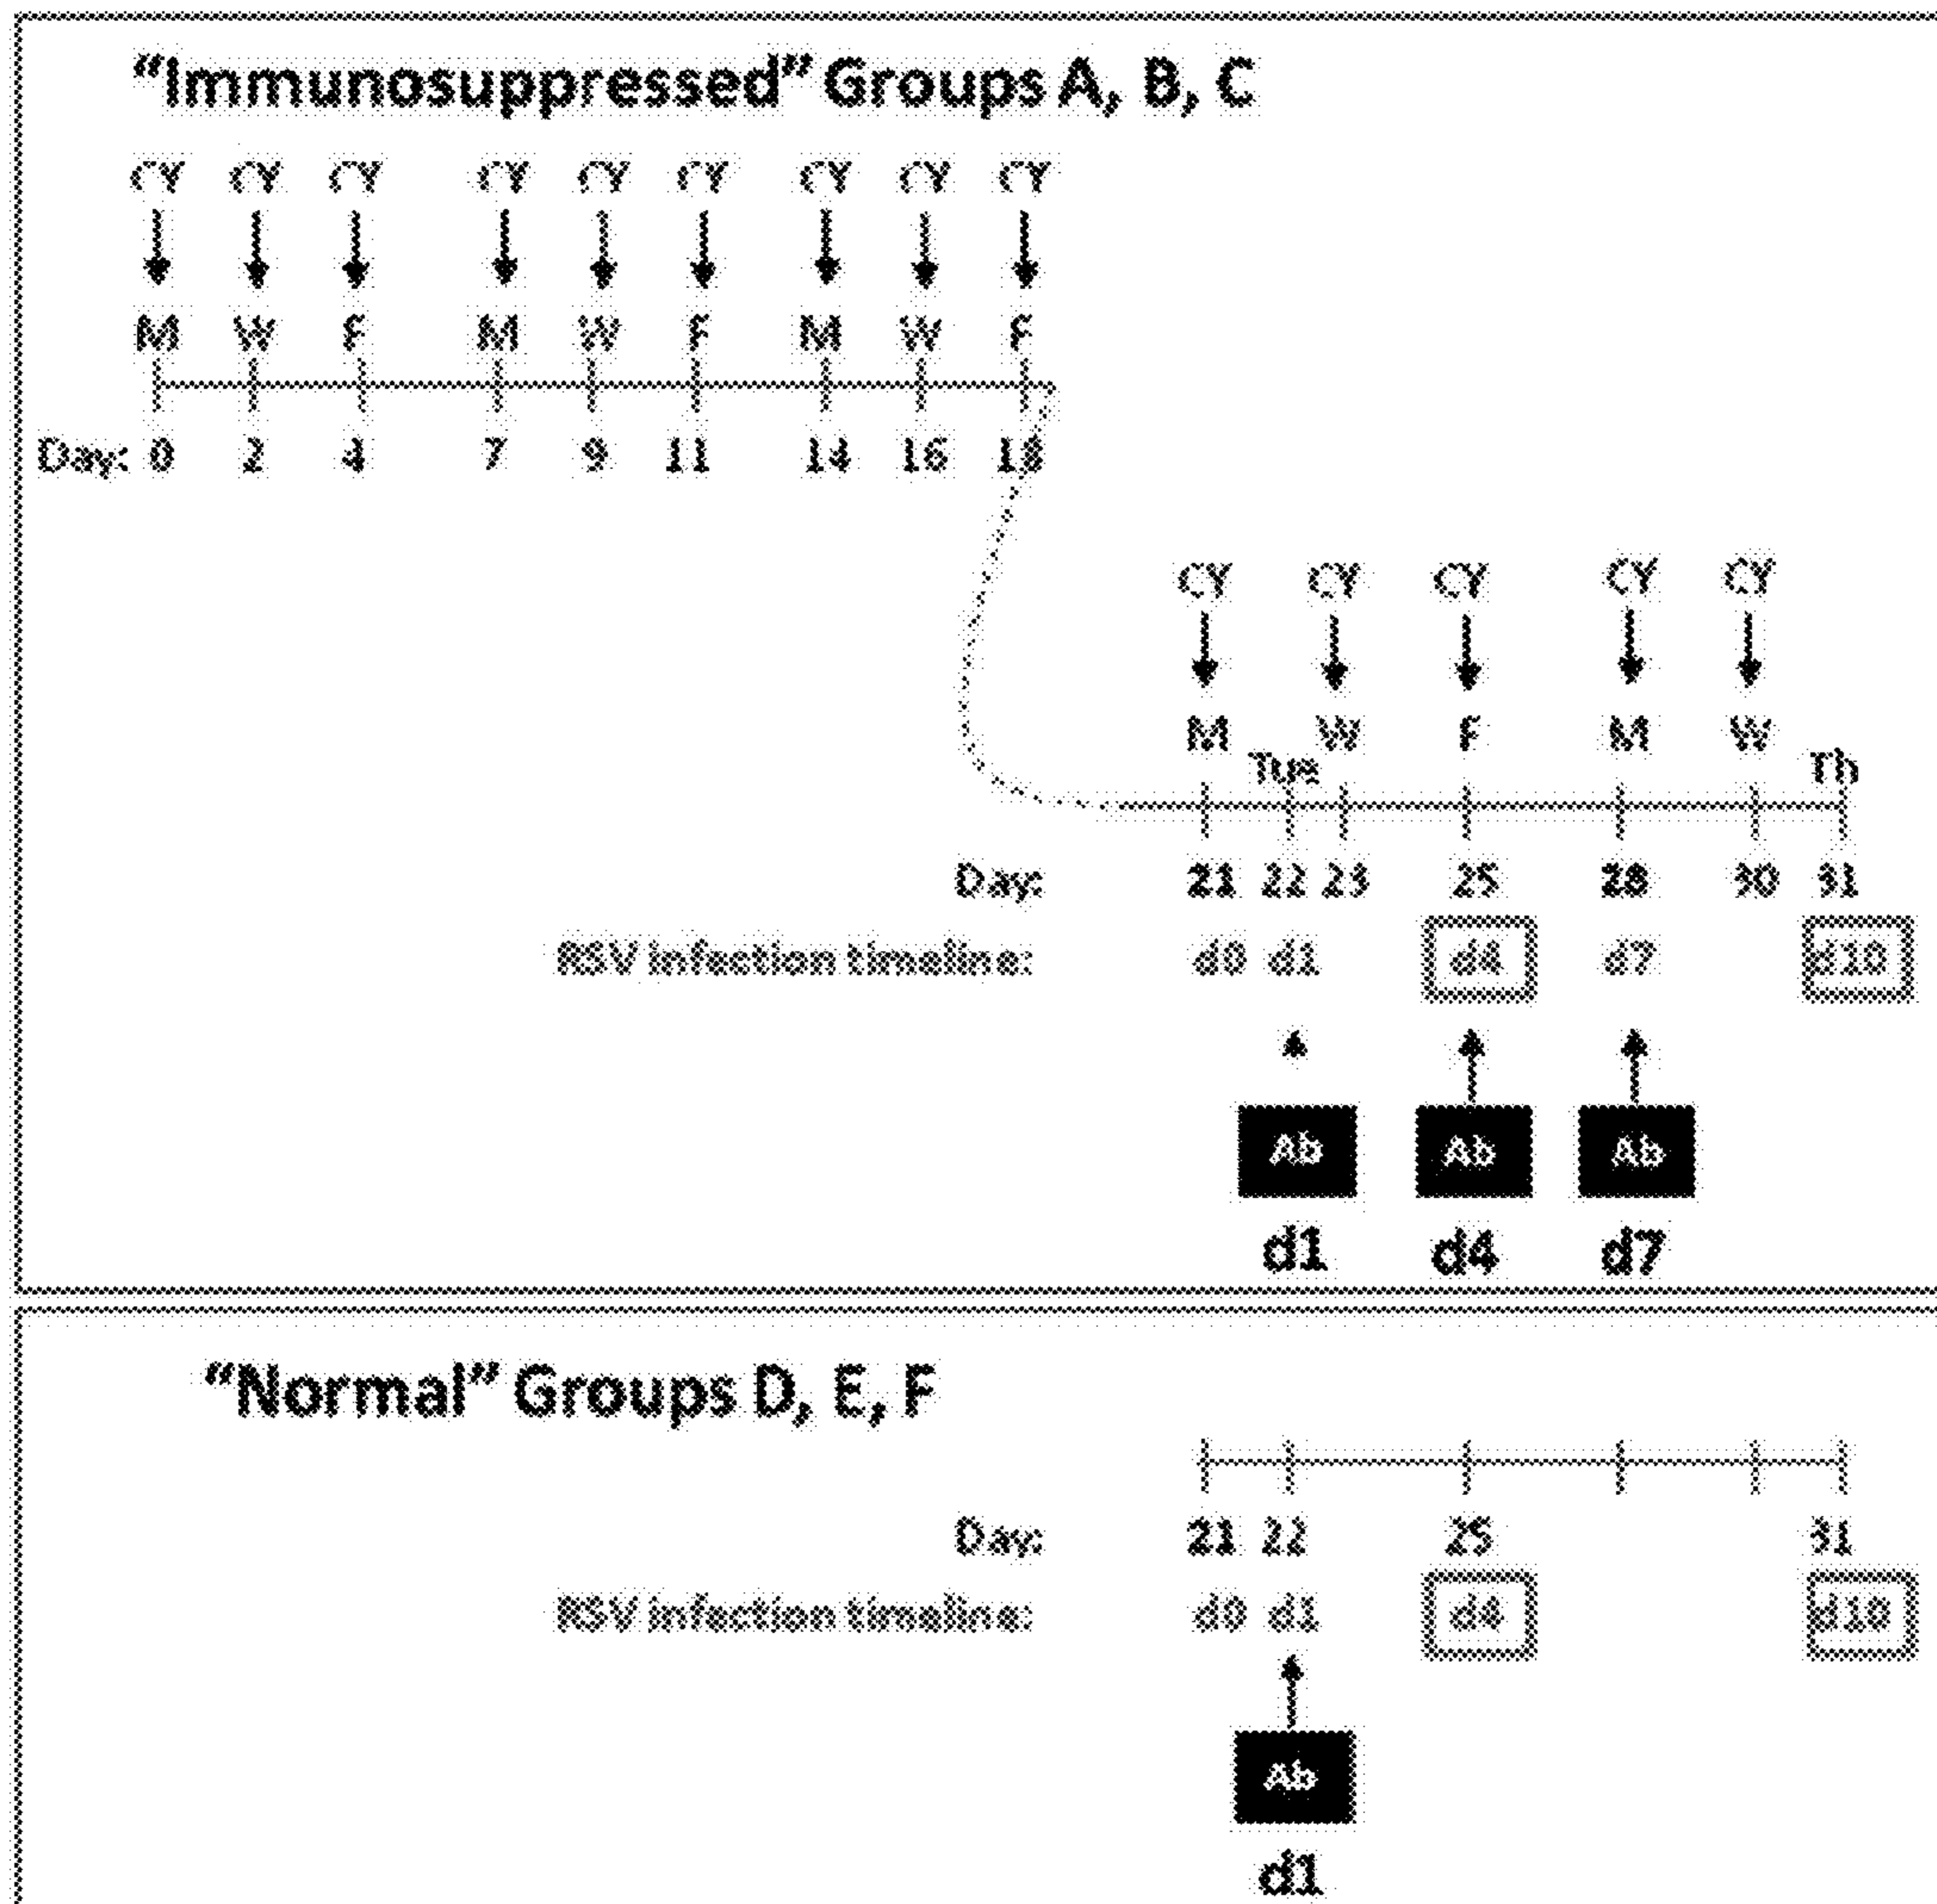 “Immunosuppressed” Groups A, B, C
CY CY CY CY CY CY CY CY CY
M W F M W F M W F
Day: 0 2 4 7 9 11 14 16 18
CY CY CY CY CY
M Tue W F M W Th
Day: 21 22 23 25 28 30 31
RSV infection timeline: d0 d1 d4 d7 d10
Ab Ab Ab
d1 d4 d7
“Normal” Groups D, E, F
Day: 21 22 25 31
RSV infection timeline: d0 d1 d4 d10
Ab
d1